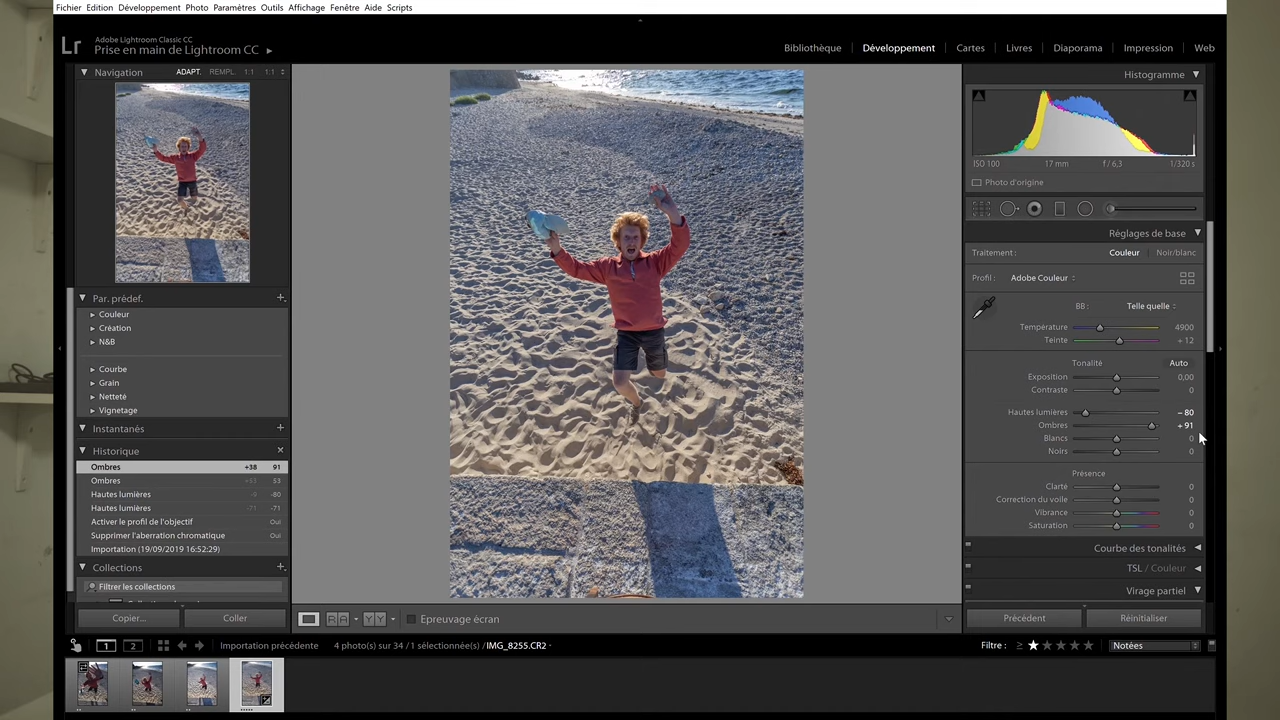 Fichier Edition Développement Photo Paramètres Outils Affichage Fenêtre Aide Scripts
Lr Adobe Lightroom Classic CC
Prise en main de Lightroom CC
Bibliothèque Développement Cartes Livres Diaporama Impression Web
Navigation ADAPT. REMPL. 1:1 1:1
Par. prédef.
Couleur
Création
N&B
Courbe
Grain
Netteté
Vignetage
Instantanés
Historique
Ombres +38 91
Ombres 53
Hautes lumières -9 -80
Hautes lumières -71 -71
Activer le profil de l'objectif Oui
Supprimer l'aberration chromatique Oui
Importation (19/09/2019 16:52:29)
Collections
Filtrer les collections
Copier... Coller
RA YY Epreuvage écran
Histogramme
ISO 100 17 mm f / 6,3 1/320 s
Photo d'origine
Réglages de base
Traitement : Couleur Noir/blanc
Profil : Adobe Couleur
BB : Telle quelle
Température 4900
Teinte + 12
Tonalité Auto
Exposition 0,00
Contraste 0
Hautes lumières – 80
Ombres + 91
Blancs 0
Noirs 0
Présence
Clarté 0
Correction du voile 0
Vibrance 0
Saturation 0
Courbe des tonalités
TSL / Couleur
Virage partiel
Précédent Réinitialiser
1 2 Importation précédente 4 photo(s) sur 34 / 1 sélectionnée(s) / IMG_8255.CR2
Filtre : ≥ Notées